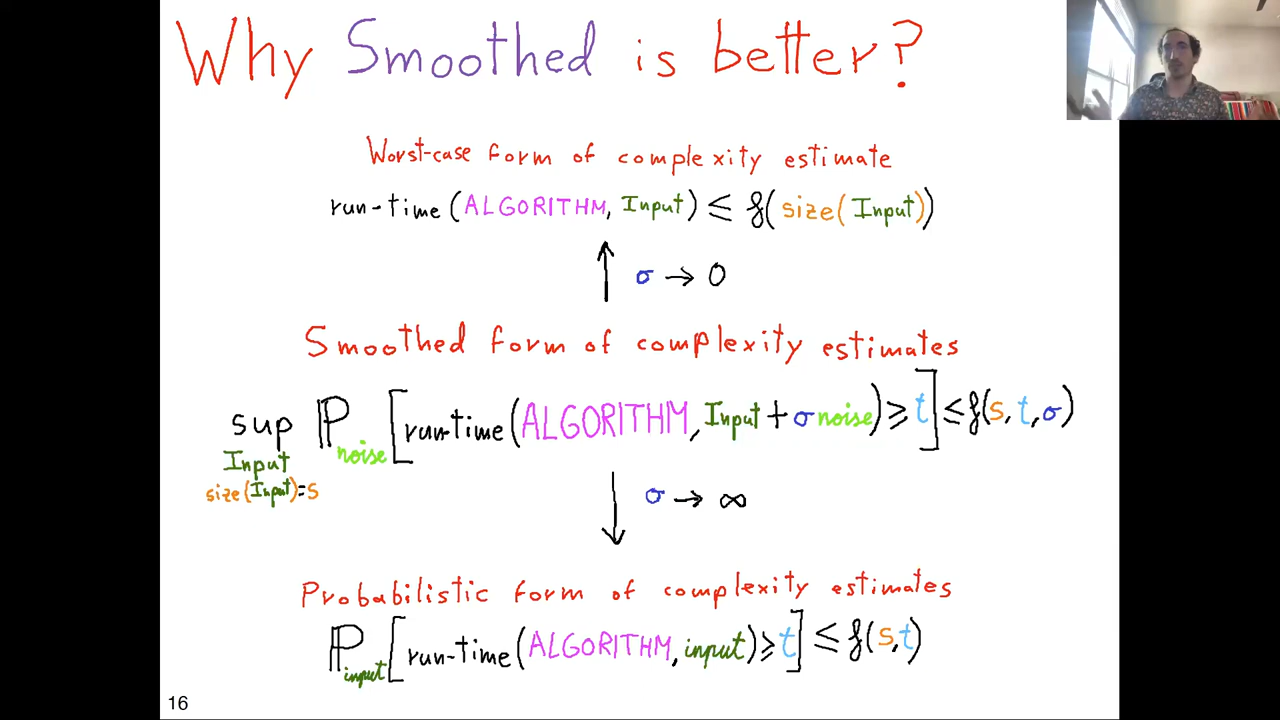 Why Smoothed is better?
Worst-case form of complexity estimate
run-time(ALGORITHM, Input) ≤ f(size(Input))
σ → 0
Smoothed form of complexity estimates
sup ℙ [run-time(ALGORITHM, Input + σ noise) ≥ t] ≤ f(s, t, σ)
Input noise
size(Input)=s
σ → ∞
Probabilistic form of complexity estimates
ℙ [run-time(ALGORITHM, input) ≥ t] ≤ f(s, t)
input
16